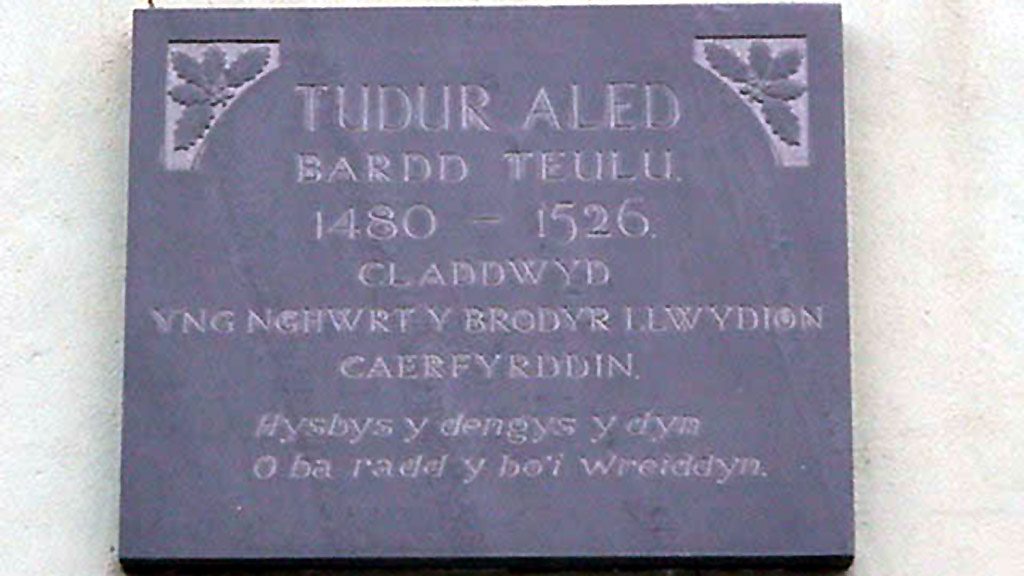 TUDUR ALED
BARDD TEULU.
1480 – 1526.
CLADDWYD
YNG NGHWRT Y BRODYR LLWYDION
CAERFYRDDIN.
Hysbys y dengys y dyn
O ba radd y bo'i wreiddyn.